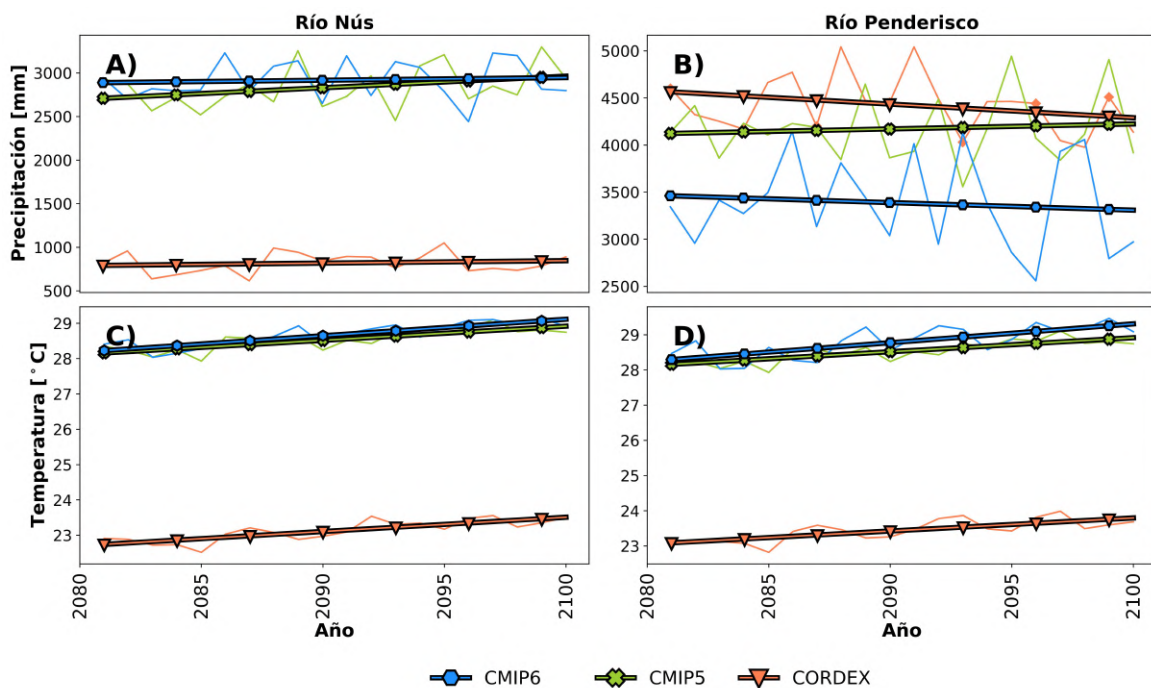 Río Nús
Río Penderisco
A)
B)
Precipitación [mm]
3000
2500
2000
1500
1000
500
5000
4500
4000
3500
3000
2500
C)
D)
Temperatura [°C]
29
28
27
26
25
24
23
29
28
27
26
25
24
23
2080
2085
2090
2095
2100
2080
2085
2090
2095
2100
Año
Año
CMIP6
CMIP5
CORDEX